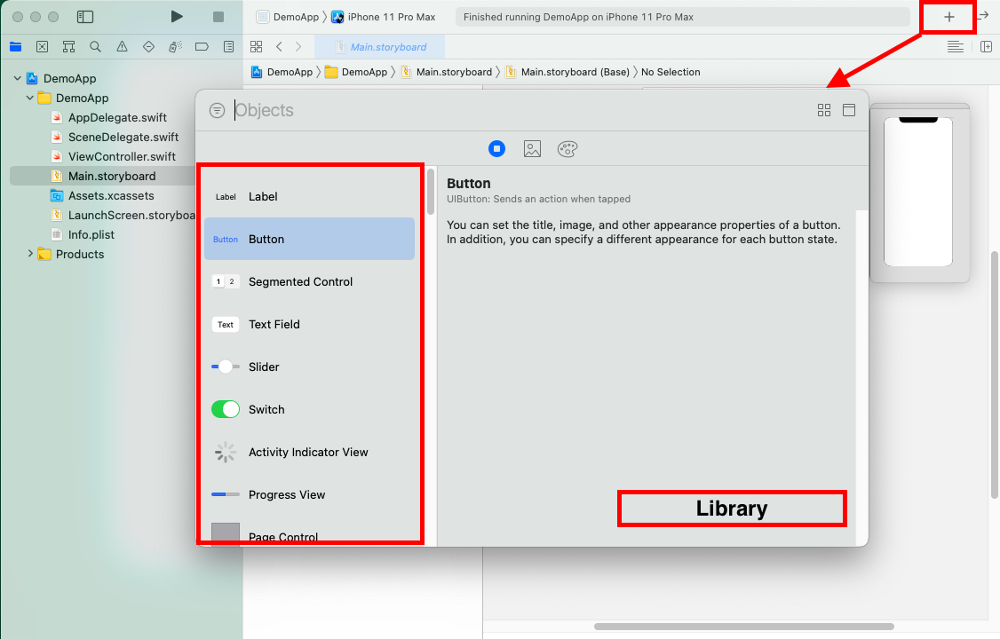 DemoApp
iPhone 11 Pro Max
Finished running DemoApp on iPhone 11 Pro Max
Main.storyboard
DemoApp
DemoApp
Main.storyboard
Main.storyboard (Base)
No Selection
DemoApp
DemoApp
AppDelegate.swift
SceneDelegate.swift
ViewController.swift
Main.storyboard
Assets.xcassets
LaunchScreen.storyboa
Info.plist
Products
Objects
Label Label
Button Button
1 2 Segmented Control
Text Text Field
Slider
Switch
Activity Indicator View
Progress View
Page Control
Button
UIButton: Sends an action when tapped
You can set the title, image, and other appearance properties of a button.
In addition, you can specify a different appearance for each button state.
Library